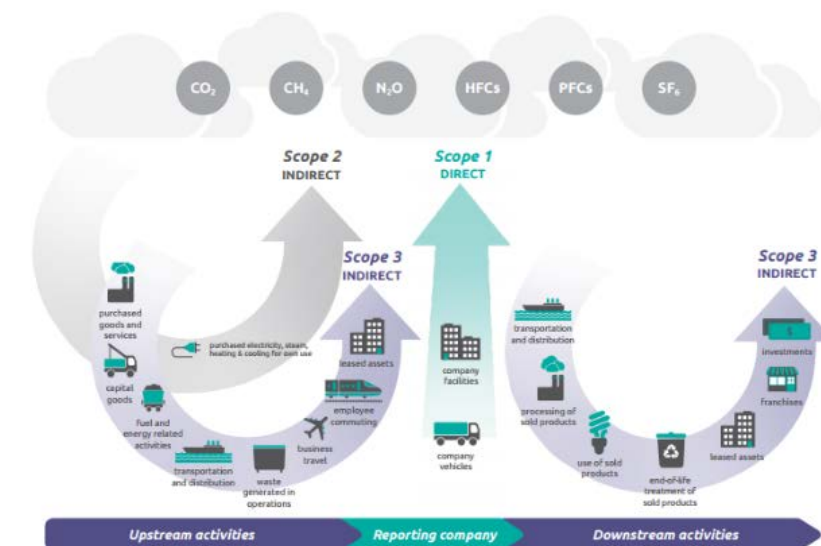 CO₂
CH₄
N₂O
HFCs
PFCs
SF₆
Scope 2
INDIRECT
Scope 1
DIRECT
Scope 3
INDIRECT
Scope 3
INDIRECT
purchased
goods and
services
capital
goods
fuel and
energy related
activities
transportation
and distribution
waste
generated in
operations
business
travel
employee
commuting
leased assets
purchased electricity, steam,
heating & cooling for own use
company
facilities
company
vehicles
transportation
and distribution
processing of
sold products
use of sold
products
end-of-life
treatment of
sold products
leased assets
franchises
investments
$
Upstream activities
Reporting company
Downstream activities